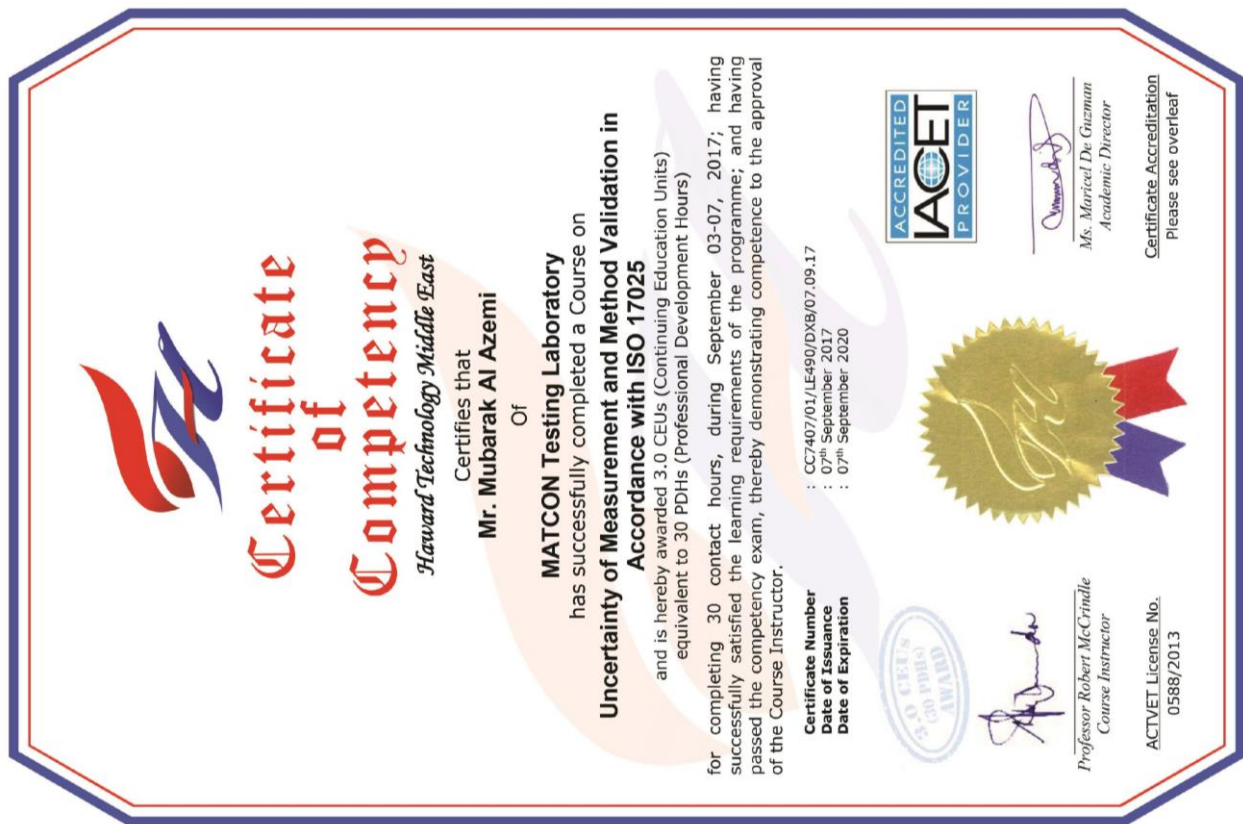 Certificate
of
Competency
Haward Technology Middle East
Certifies that
Mr. Mubarak Al Azemi
Of
MATCON Testing Laboratory
has successfully completed a Course on
Uncertainty of Measurement and Method Validation in
Accordance with ISO 17025
and is hereby awarded 3.0 CEUs (Continuing Education Units)
equivalent to 30 PDHs (Professional Development Hours)
for completing 30 contact hours, during September 03-07, 2017; having
successfully satisfied the learning requirements of the programme; and having
passed the competency exam, thereby demonstrating competence to the approval
of the Course Instructor.
Certificate Number : CC7407/01/LE490/DXB/07.09.17
Date of Issuance : 07th September 2017
Date of Expiration : 07th September 2020
3.0 CEUs
(30 PDHs)
AWARD
ACCREDITED
IACET
PROVIDER
Professor Robert McCrindle
Course Instructor
Ms. Maricel De Guzman
Academic Director
ACTVET License No.
0588/2013
Certificate Accreditation
Please see overleaf